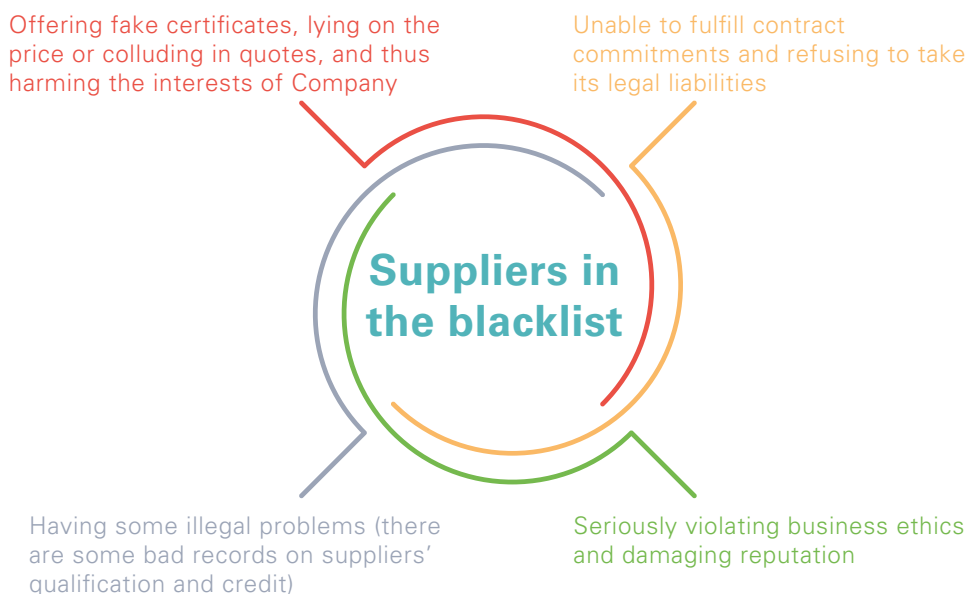 Offering fake certificates, lying on the
price or colluding in quotes, and thus
harming the interests of Company
Unable to fulfill contract
commitments and refusing to take
its legal liabilities
Suppliers in
the blacklist
Having some illegal problems (there
are some bad records on suppliers’
qualification and credit)
Seriously violating business ethics
and damaging reputation